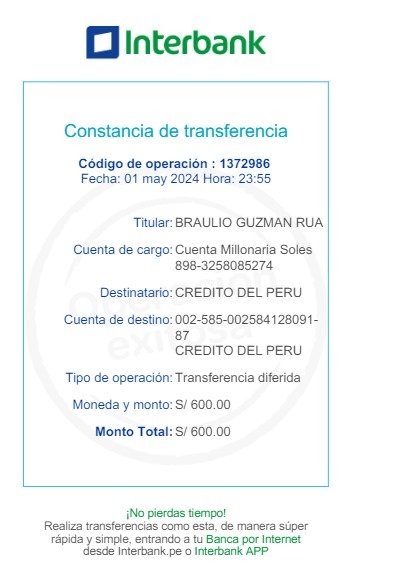 Interbank
Constancia de transferencia
Código de operación : 1372986
Fecha: 01 may 2024 Hora: 23:55
Titular: BRAULIO GUZMAN RUA
Cuenta de cargo: Cuenta Millonaria Soles
898-3258085274
Destinatario: CREDITO DEL PERU
Cuenta de destino: 002-585-002584128091-
87
CREDITO DEL PERU
Tipo de operación: Transferencia diferida
Moneda y monto: S/ 600.00
Monto Total: S/ 600.00
Operación
exitosa
¡No pierdas tiempo!
Realiza transferencias como esta, de manera súper
rápida y simple, entrando a tu Banca por Internet
desde Interbank.pe o Interbank APP